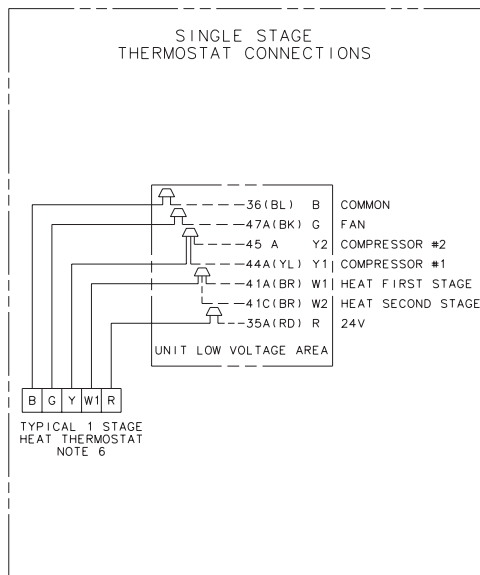 SINGLE STAGE
THERMOSTAT CONNECTIONS
36(BL) B COMMON
47A(BK) G FAN
45 A Y2 COMPRESSOR #2
44A(YL) Y1 COMPRESSOR #1
41A(BR) W1 HEAT FIRST STAGE
41C(BR) W2 HEAT SECOND STAGE
35A(RD) R 24V
UNIT LOW VOLTAGE AREA
B G Y W1 R
TYPICAL 1 STAGE
HEAT THERMOSTAT
NOTE 6